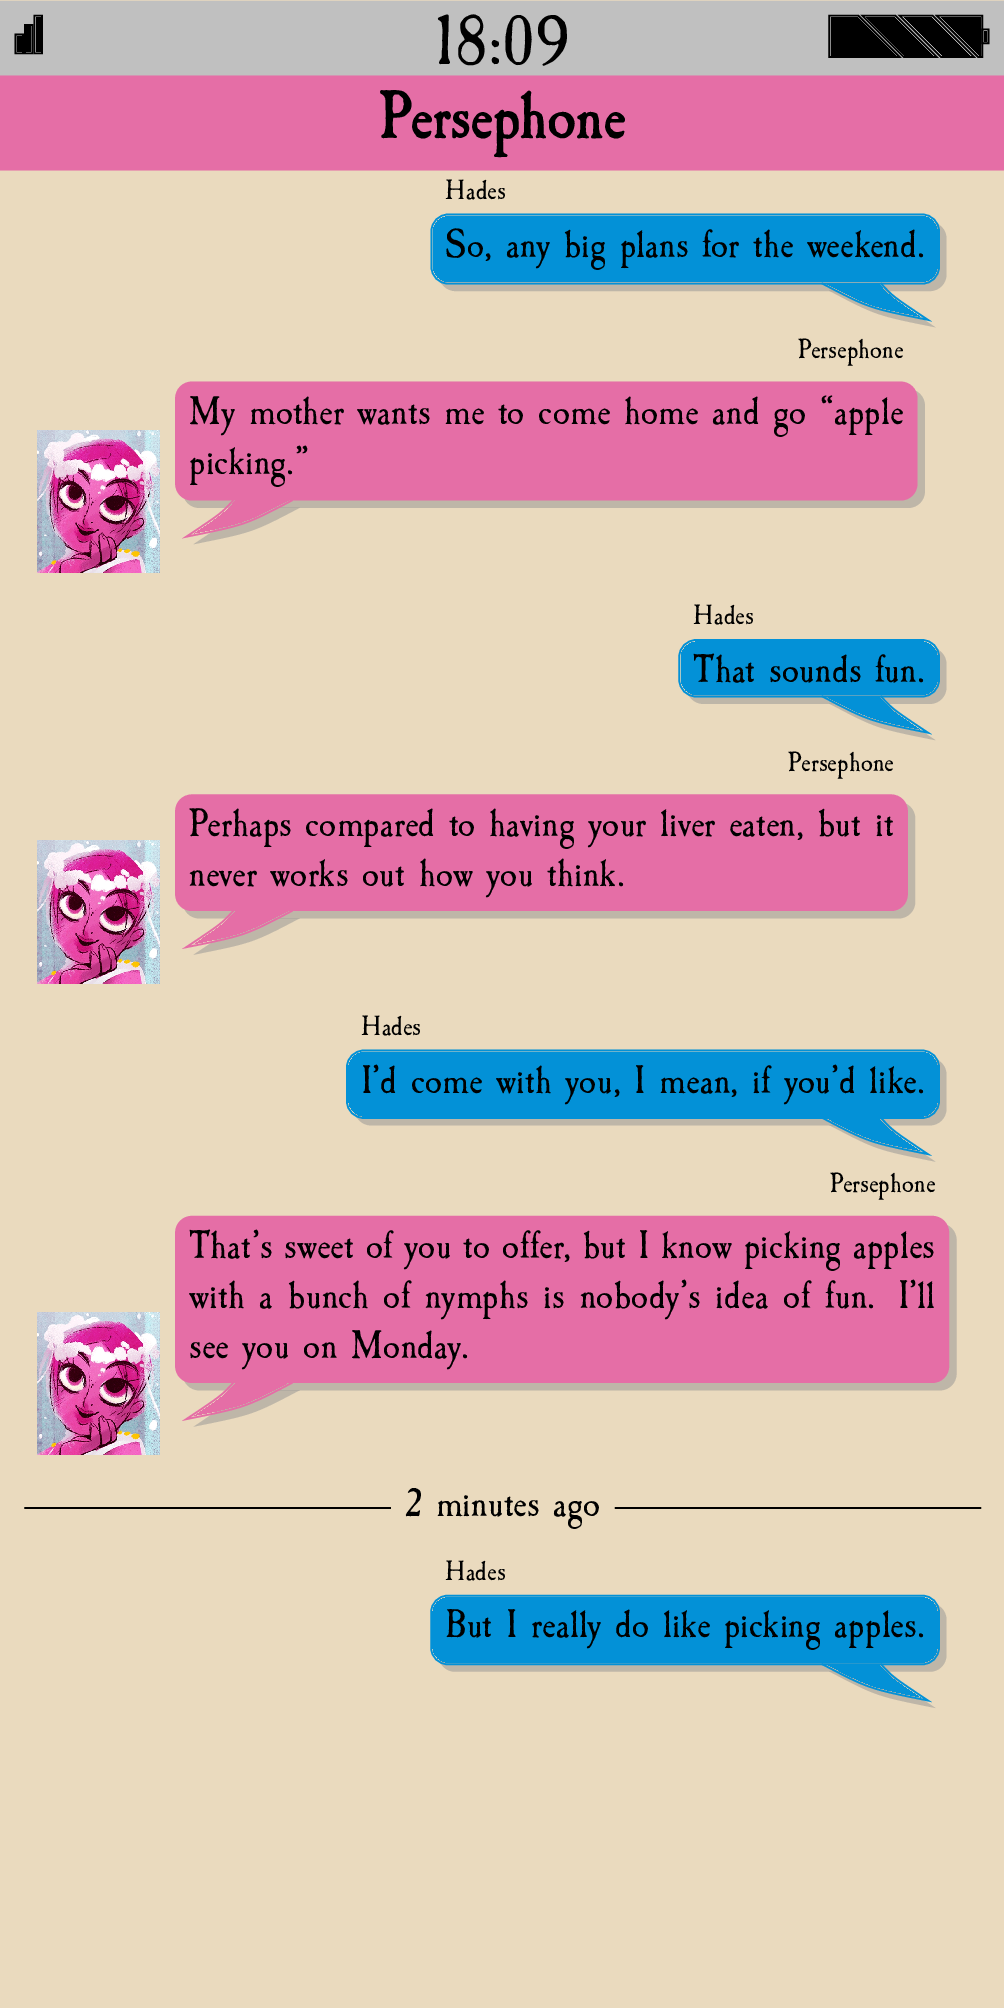 18:09
Persephone
Hades
So, any big plans for the weekend.
Persephone
My mother wants me to come home and go “apple
picking.”
Hades
That sounds fun.
Persephone
Perhaps compared to having your liver eaten, but it
never works out how you think.
Hades
I’d come with you, I mean, if you’d like.
Persephone
That’s sweet of you to offer, but I know picking apples
with a bunch of nymphs is nobody’s idea of fun. I’ll
see you on Monday.
2 minutes ago
Hades
But I really do like picking apples.